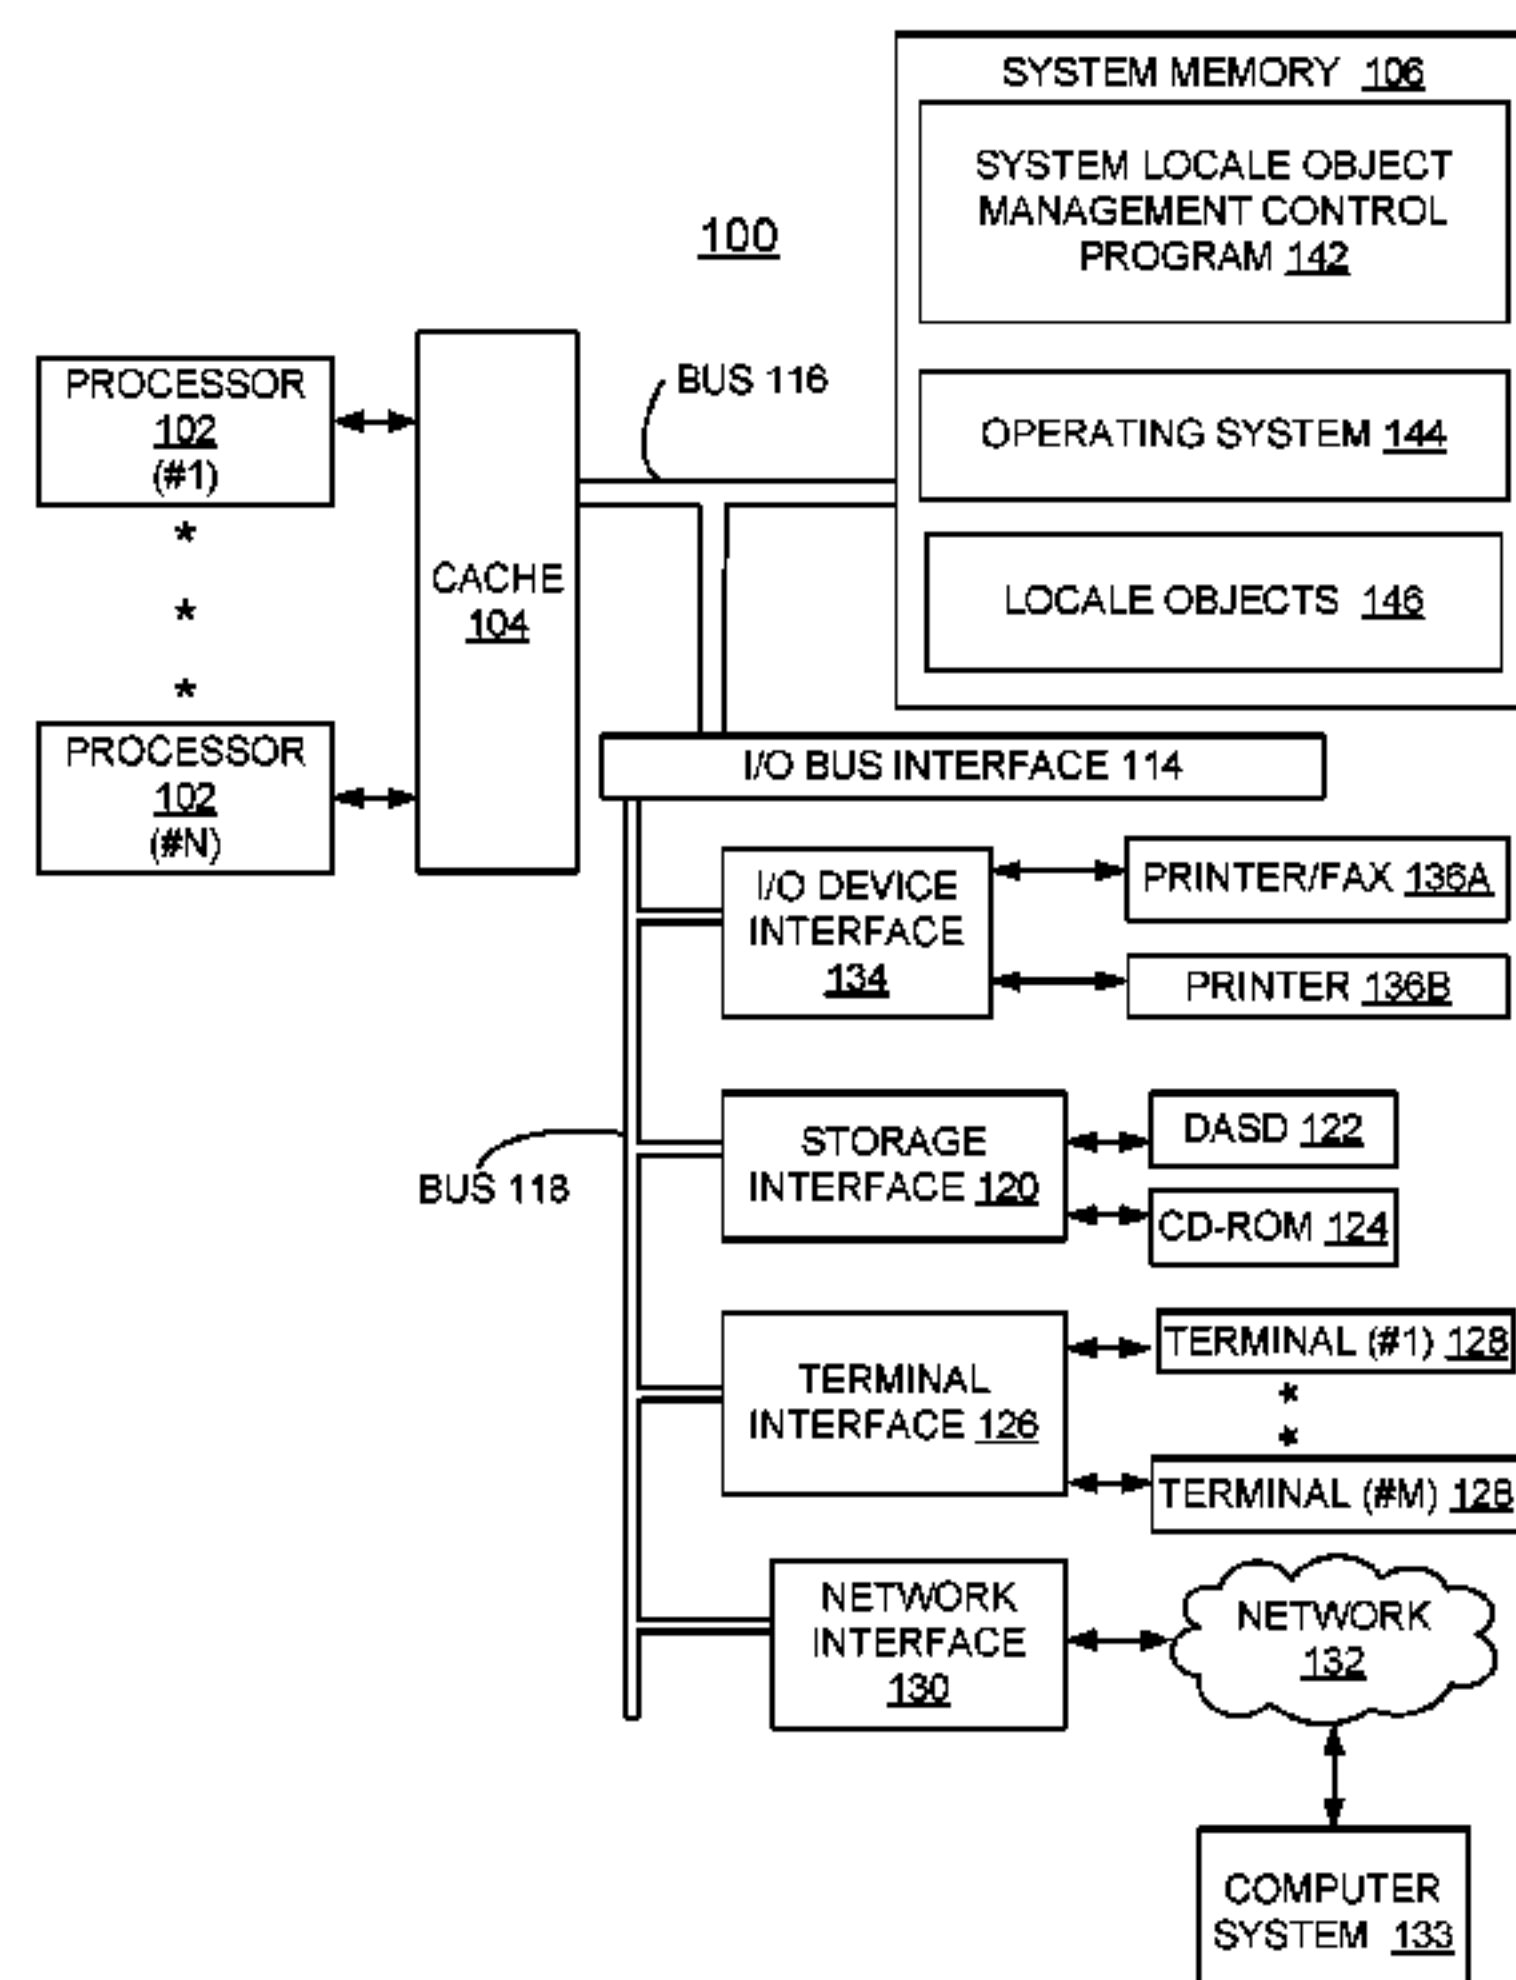 SYSTEM MEMORY 106
SYSTEM LOCALE OBJECT
MANAGEMENT CONTROL
PROGRAM 142
100
BUS 116
PROCESSOR
102
(#1)
*
*
*
PROCESSOR
102
(#N)
CACHE
104
OPERATING SYSTEM 144
LOCALE OBJECTS 146
I/O BUS INTERFACE 114
I/O DEVICE
INTERFACE
134
PRINTER/FAX 136A
PRINTER 136B
BUS 118
STORAGE
INTERFACE 120
DASD 122
CD-ROM 124
TERMINAL
INTERFACE 126
TERMINAL (#1) 128
*
*
TERMINAL (#M) 128
NETWORK
INTERFACE
130
NETWORK
132
COMPUTER
SYSTEM 133